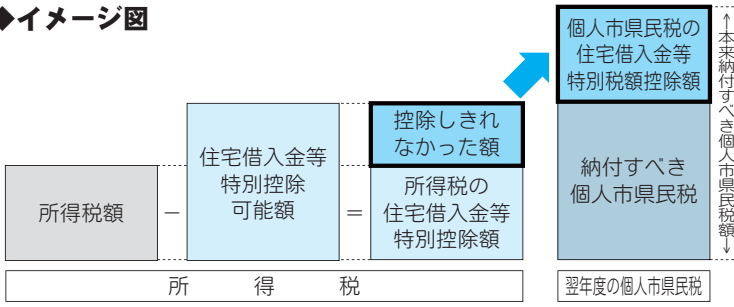 ◆イメージ図
所得税額
－
住宅借入金等
特別控除
可能額
＝
控除しきれ
なかった額
所得税の
住宅借入金等
特別控除額
所得税
個人市県民税の
住宅借入金等
特別税額控除額
納付すべき
個人市県民税
翌年度の個人市県民税
←本来納付すべき個人市県民税額→